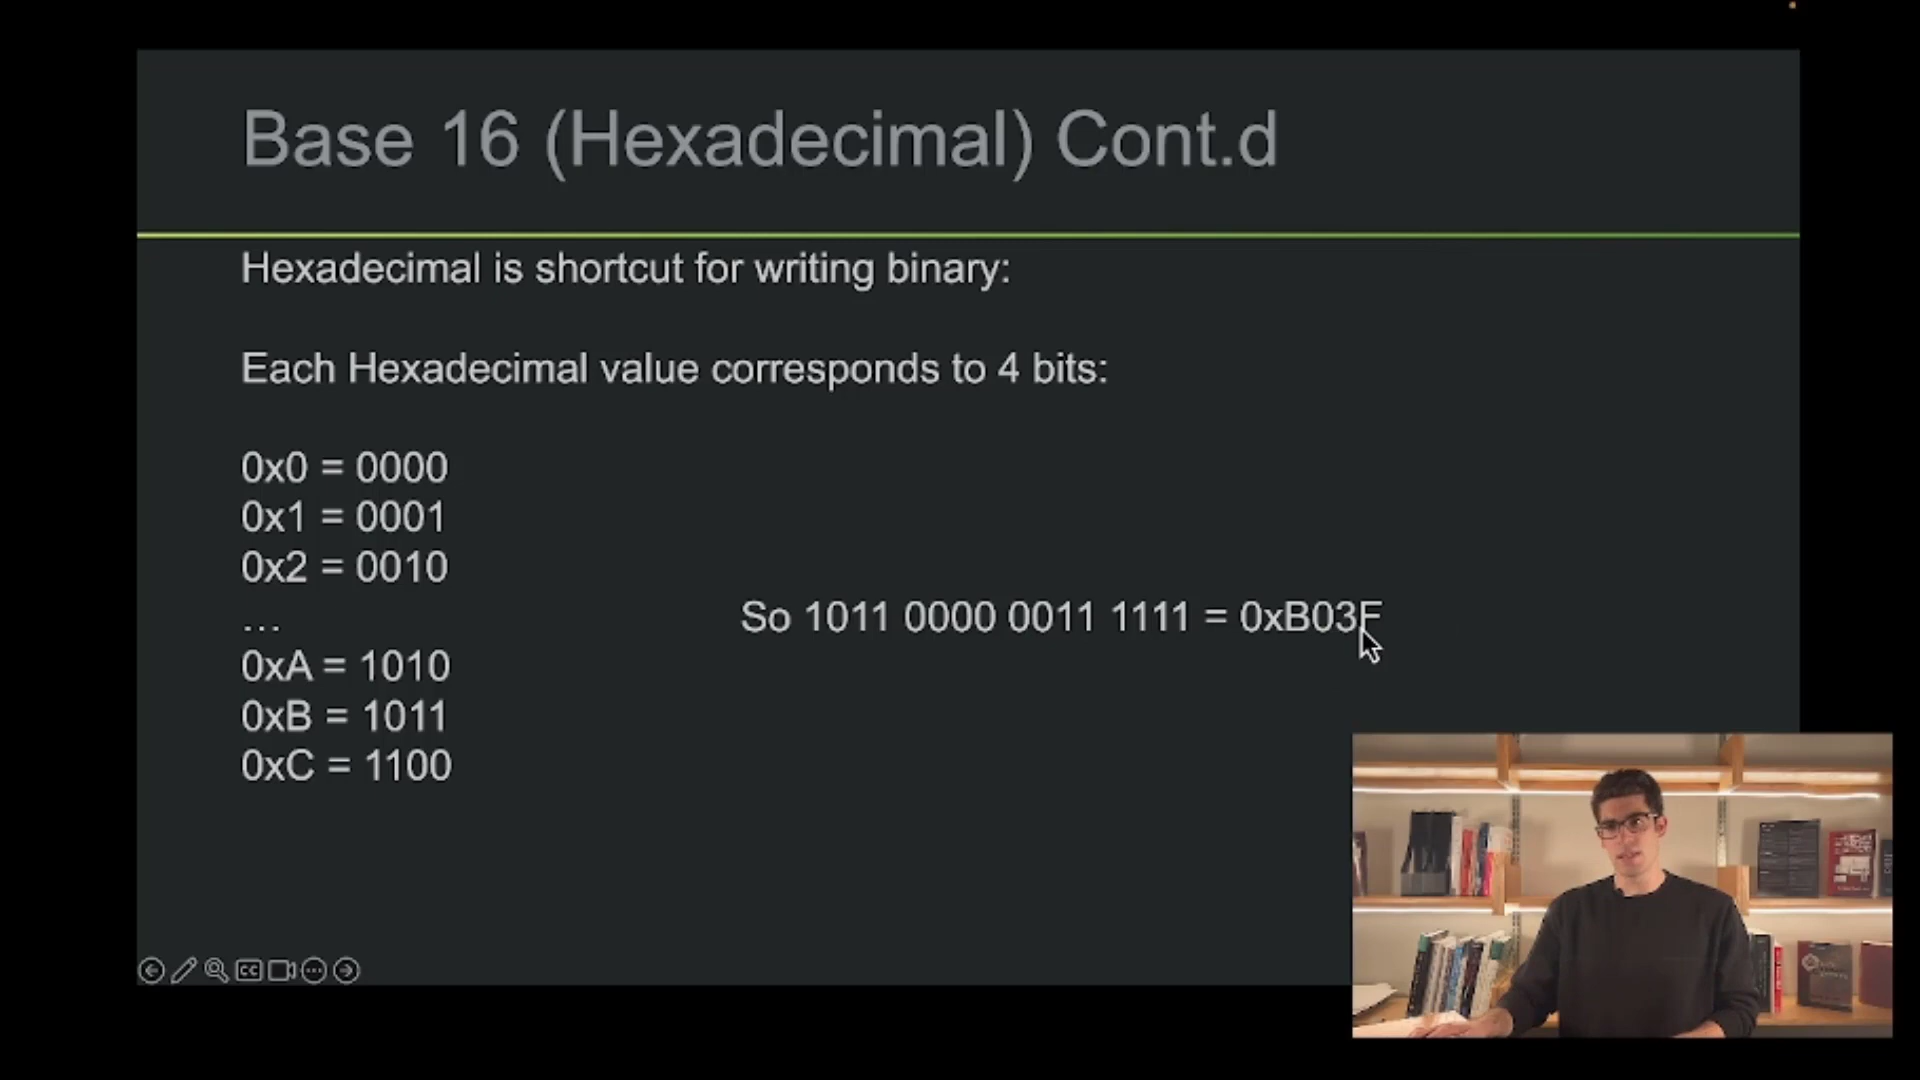 Base 16 (Hexadecimal) Cont.d
Hexadecimal is shortcut for writing binary:
Each Hexadecimal value corresponds to 4 bits:
0x0 = 0000
0x1 = 0001
0x2 = 0010
…
So 1011 0000 0011 1111 = 0xB03F
0xA = 1010
0xB = 1011
0xC = 1100
CC